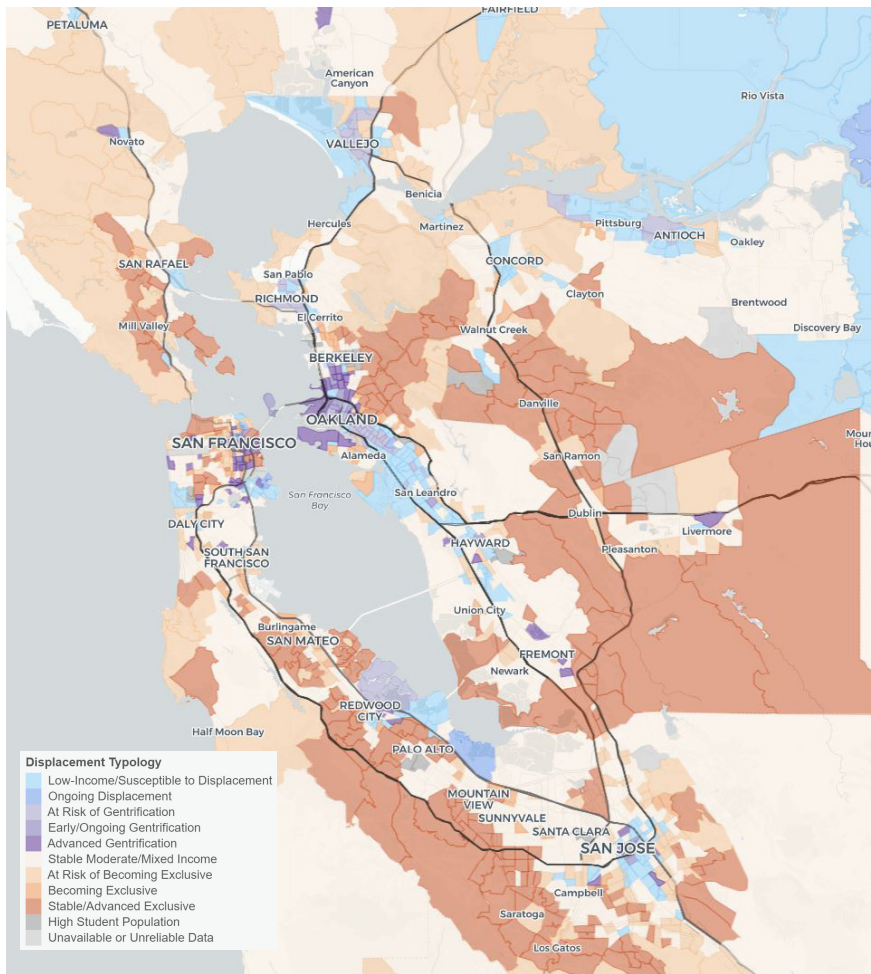 FAIRFIELD
PETALUMA
American
Canyon
Rio Vista
Novato
VALLEJO
Benicia
Hercules
Martinez
Pittsburg
ANTIOCH
Oakley
SAN RAFAEL
CONCORD
San Pablo
Clayton
RICHMOND
Brentwood
El Cerrito
Mill Valley
Walnut Creek
Discovery Bay
BERKELEY
Danville
OAKLAND
SAN FRANCISCO
Alameda
San Ramon
San Leandro
San Francisco
Bay
DALY CITY
Dublin
Livermore
HAYWARD
Pleasanton
SOUTH SAN
FRANCISCO
Union City
Burlingame
SAN MATEO
FREMONT
Newark
REDWOOD
CITY
Half Moon Bay
PALO ALTO
MOUNTAIN
VIEW
SUNNYVALE
SANTA CLARA
SAN JOSE
Campbell
Saratoga
Los Gatos
Displacement Typology
Low-Income/Susceptible to Displacement
Ongoing Displacement
At Risk of Gentrification
Early/Ongoing Gentrification
Advanced Gentrification
Stable Moderate/Mixed Income
At Risk of Becoming Exclusive
Becoming Exclusive
Stable/Advanced Exclusive
High Student Population
Unavailable or Unreliable Data